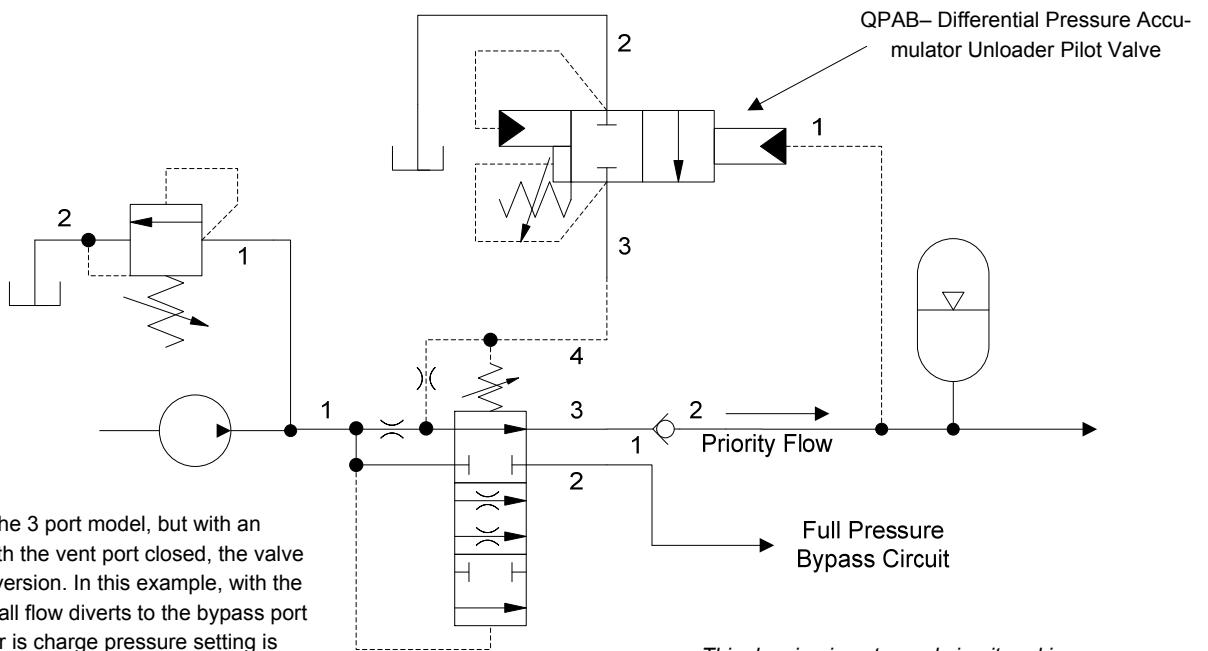 QPAB– Differential Pressure Accu-
mulator Unloader Pilot Valve
2
1
2
1
3
4
1
3
2
1
Priority Flow
2
Full Pressure
Bypass Circuit
he 3 port model, but with an
th the vent port closed, the valve
version. In this example, with the
all flow diverts to the bypass port
r is charge pressure setting is